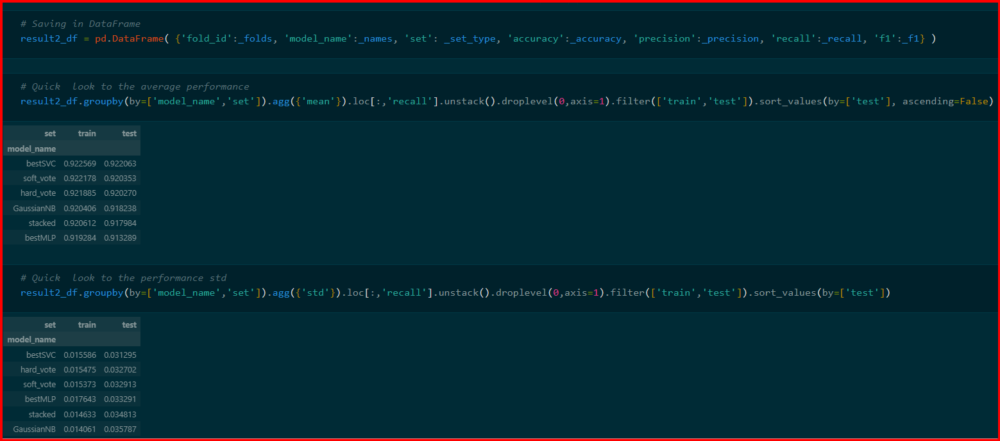 # Saving in DataFrame
result2_df = pd.DataFrame( {'fold_id':_folds, 'model_name':_names, 'set': _set_type, 'accuracy':_accuracy, 'precision':_precision, 'recall':_recall, 'f1':_f1} )
# Quick  look to the average performance
result2_df.groupby(by=['model_name','set']).agg({'mean'}).loc[:,'recall'].unstack().droplevel(0,axis=1).filter(['train','test']).sort_values(by=['test'], ascending=False)
set train test
model_name
bestSVC 0.922569 0.922063
soft_vote 0.922178 0.920353
hard_vote 0.921885 0.920270
GaussianNB 0.920406 0.918238
stacked 0.920612 0.917984
bestMLP 0.919284 0.913289
# Quick  look to the performance std
result2_df.groupby(by=['model_name','set']).agg({'std'}).loc[:,'recall'].unstack().droplevel(0,axis=1).filter(['train','test']).sort_values(by=['test'])
set train test
model_name
bestSVC 0.015586 0.031295
hard_vote 0.015475 0.032702
soft_vote 0.015373 0.032913
bestMLP 0.017643 0.033291
stacked 0.014633 0.034813
GaussianNB 0.014061 0.035787